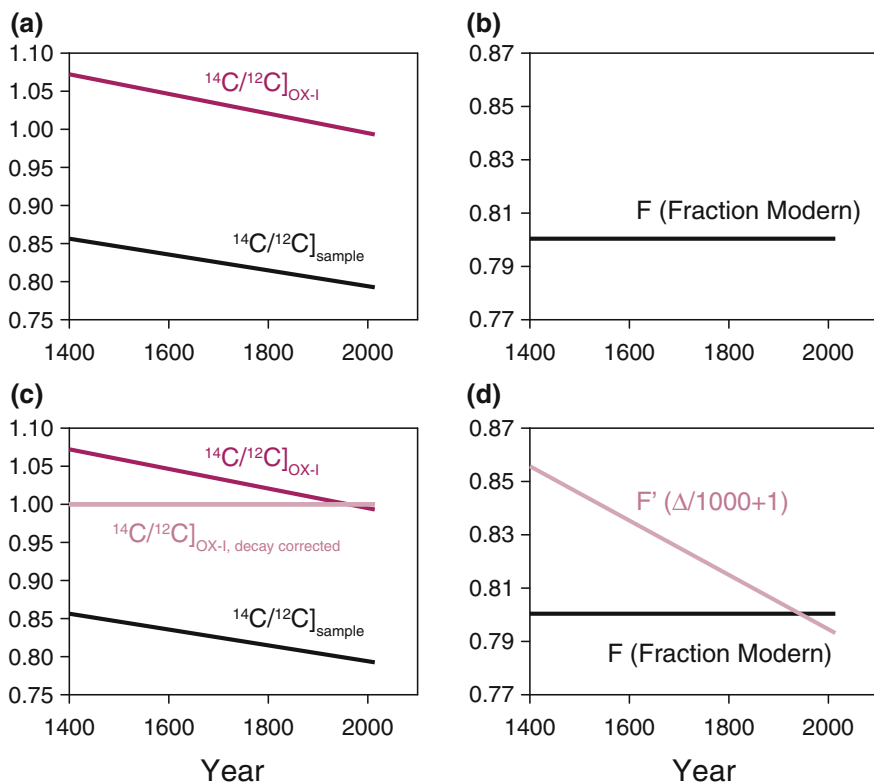 (a)
1.10
1.05
1.00
0.95
0.90
0.85
0.80
0.75
¹⁴C/¹²C]OX-I
¹⁴C/¹²C]sample
1400 1600 1800 2000
(b)
0.87
0.85
0.83
0.81
0.79
0.77
F (Fraction Modern)
1400 1600 1800 2000
(c)
1.10
1.05
1.00
0.95
0.90
0.85
0.80
0.75
¹⁴C/¹²C]OX-I
¹⁴C/¹²C]OX-I, decay corrected
¹⁴C/¹²C]sample
1400 1600 1800 2000
Year
(d)
0.87
0.85
0.83
0.81
0.79
0.77
F' (Δ/1000+1)
F (Fraction Modern)
1400 1600 1800 2000
Year